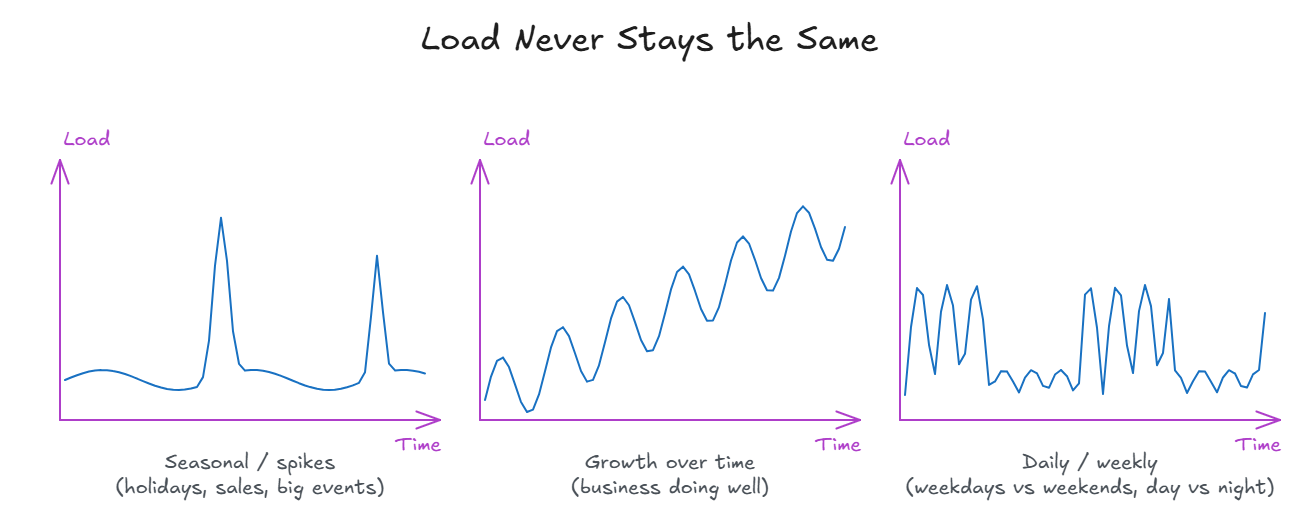 Load Never Stays the Same
Load
Load
Load
Time
Time
Time
Seasonal / spikes
(holidays, sales, big events)
Growth over time
(business doing well)
Daily / weekly
(weekdays vs weekends, day vs night)